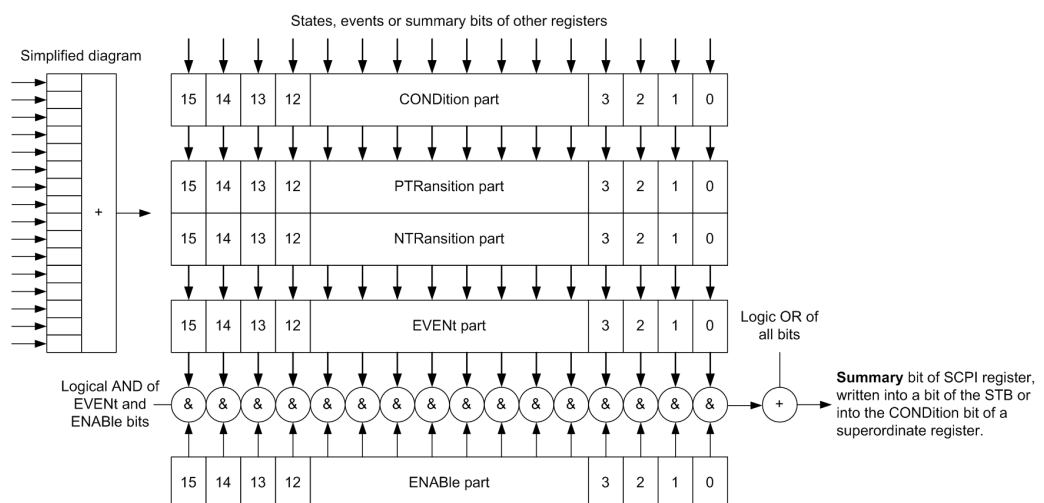 States, events or summary bits of other registers
Simplified diagram
15 14 13 12 CONDition part 3 2 1 0
15 14 13 12 PTRansition part 3 2 1 0
+
15 14 13 12 NTRansition part 3 2 1 0
15 14 13 12 EVENt part 3 2 1 0
Logic OR of
all bits
Logical AND of
EVENt and
ENABle bits
& & & & & & & & & & & & & & & &
+
Summary bit of SCPI register,
written into a bit of the STB or
into the CONDition bit of a
superordinate register.
15 14 13 12 ENABle part 3 2 1 0